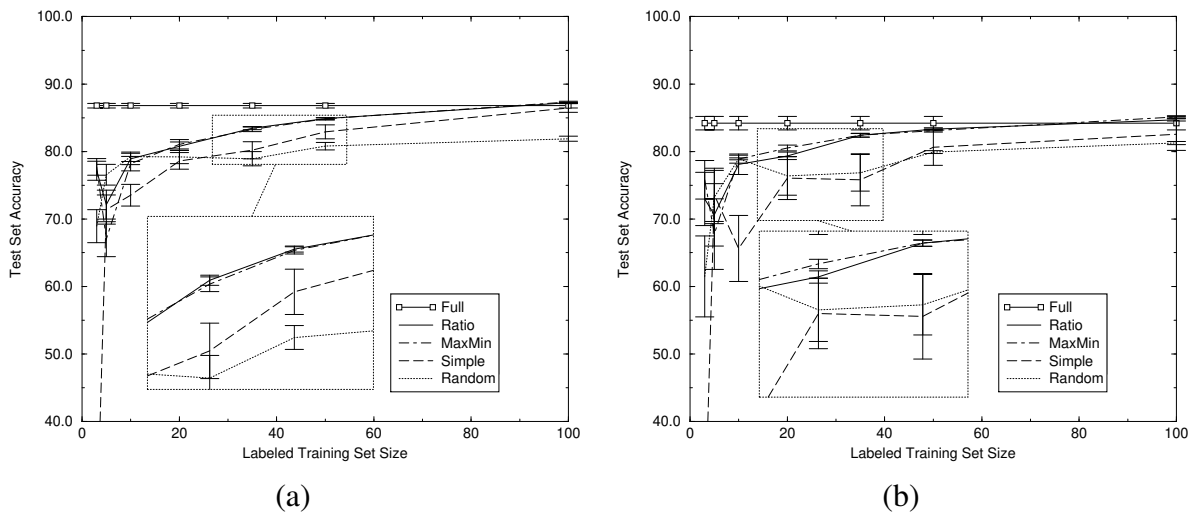 100.0
90.0
80.0
70.0
60.0
50.0
40.0
Test Set Accuracy
0 20 40 60 80 100
Labeled Training Set Size
Full
Ratio
MaxMin
Simple
Random
(a)
100.0
90.0
80.0
70.0
60.0
50.0
40.0
Test Set Accuracy
0 20 40 60 80 100
Labeled Training Set Size
Full
Ratio
MaxMin
Simple
Random
(b)